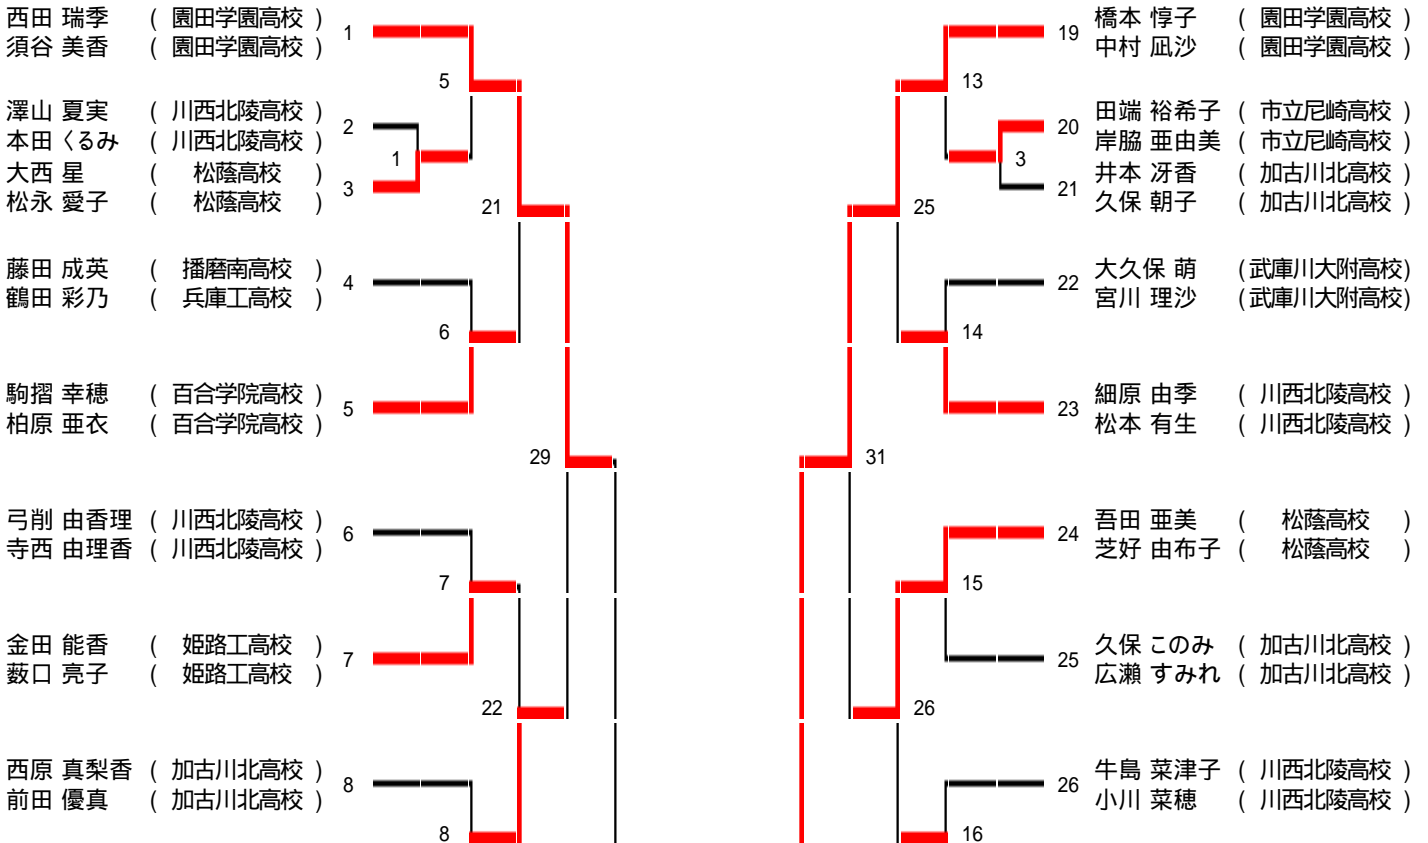 西田 瑞季 ( 園田学園高校 )
須谷 美香 ( 園田学園高校 )
1
5
澤山 夏実 ( 川西北陵高校 )
本田 くるみ ( 川西北陵高校 )
2
1
大西 星 ( 松蔭高校 )
松永 愛子 ( 松蔭高校 )
3
21
藤田 成英 ( 播磨南高校 )
鶴田 彩乃 ( 兵庫工高校 )
4
6
駒摺 幸穂 ( 百合学院高校 )
柏原 亜衣 ( 百合学院高校 )
5
29
弓削 由香理 ( 川西北陵高校 )
寺西 由理香 ( 川西北陵高校 )
6
7
金田 能香 ( 姫路工高校 )
薮口 亮子 ( 姫路工高校 )
7
22
西原 真梨香 ( 加古川北高校 )
前田 優真 ( 加古川北高校 )
8
8
橋本 惇子 ( 園田学園高校 )
中村 凪沙 ( 園田学園高校 )
19
13
田端 裕希子 ( 市立尼崎高校 )
岸脇 亜由美 ( 市立尼崎高校 )
20
3
井本 冴香 ( 加古川北高校 )
久保 朝子 ( 加古川北高校 )
21
25
大久保 萌 (武庫川大附高校)
宮川 理沙 (武庫川大附高校)
22
14
細原 由季 ( 川西北陵高校 )
松本 有生 ( 川西北陵高校 )
23
31
吾田 亜美 ( 松蔭高校 )
芝好 由布子 ( 松蔭高校 )
24
15
久保 このみ ( 加古川北高校 )
広瀬 すみれ ( 加古川北高校 )
25
26
牛島 菜津子 ( 川西北陵高校 )
小川 菜穂 ( 川西北陵高校 )
26
16